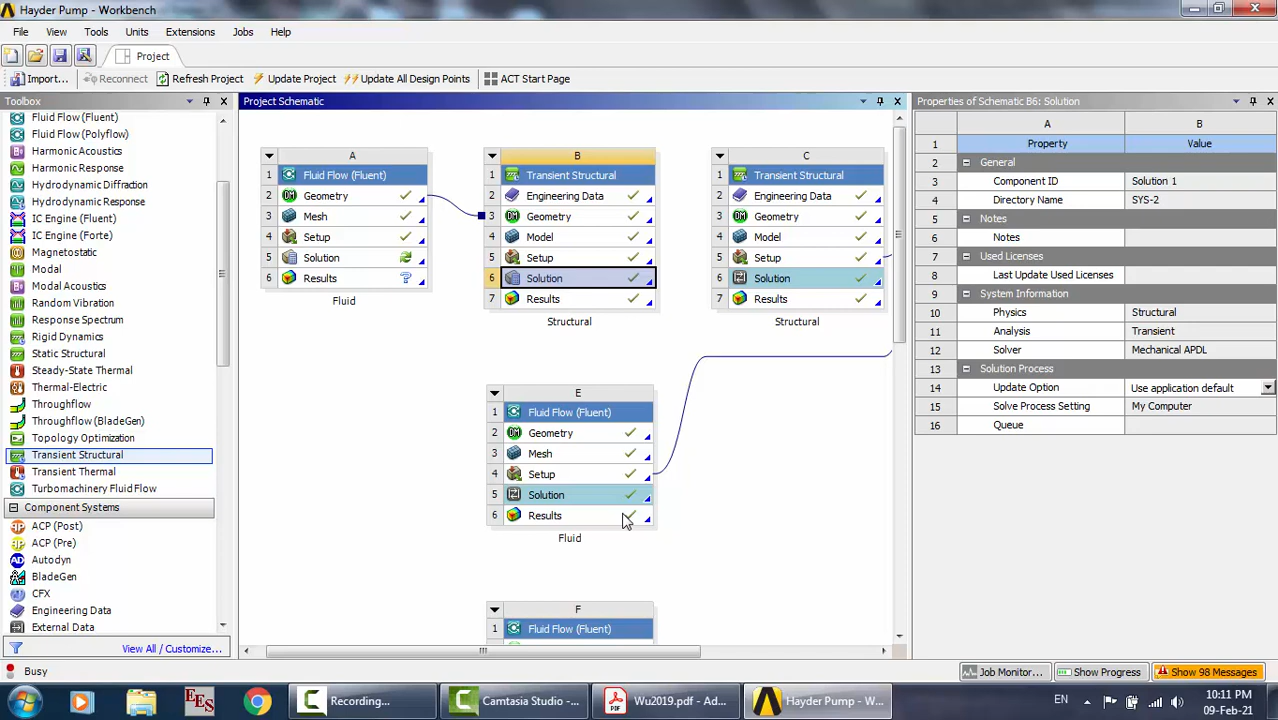 Hayder Pump - Workbench
File View Tools Units Extensions Jobs Help
Project
Import... Reconnect Refresh Project Update Project Update All Design Points ACT Start Page
Toolbox
Fluid Flow (Fluent)
Fluid Flow (Polyflow)
Harmonic Acoustics
Harmonic Response
Hydrodynamic Diffraction
Hydrodynamic Response
IC Engine (Fluent)
IC Engine (Forte)
Magnetostatic
Modal
Modal Acoustics
Random Vibration
Response Spectrum
Rigid Dynamics
Static Structural
Steady-State Thermal
Thermal-Electric
Throughflow
Throughflow (BladeGen)
Topology Optimization
Transient Structural
Transient Thermal
Turbomachinery Fluid Flow
Component Systems
ACP (Post)
ACP (Pre)
Autodyn
BladeGen
CFX
Engineering Data
External Data
View All / Customize...
Project Schematic
A
1 Fluid Flow (Fluent)
2 Geometry
3 Mesh
4 Setup
5 Solution
6 Results
Fluid
B
1 Transient Structural
2 Engineering Data
3 Geometry
4 Model
5 Setup
6 Solution
7 Results
Structural
C
1 Transient Structural
2 Engineering Data
3 Geometry
4 Model
5 Setup
6 Solution
7 Results
Structural
E
1 Fluid Flow (Fluent)
2 Geometry
3 Mesh
4 Setup
5 Solution
6 Results
Fluid
F
1 Fluid Flow (Fluent)
Properties of Schematic B6: Solution
A B
1 Property Value
2 General
3 Component ID Solution 1
4 Directory Name SYS-2
5 Notes
6 Notes
7 Used Licenses
8 Last Update Used Licenses
9 System Information
10 Physics Structural
11 Analysis Transient
12 Solver Mechanical APDL
13 Solution Process
14 Update Option Use application default
15 Solve Process Setting My Computer
16 Queue
Busy
Job Monitor... Show Progress Show 98 Messages
EES Recording... Camtasia Studio - ... Wu2019.pdf - Ad... Hayder Pump - W... EN 10:11 PM
09-Feb-21